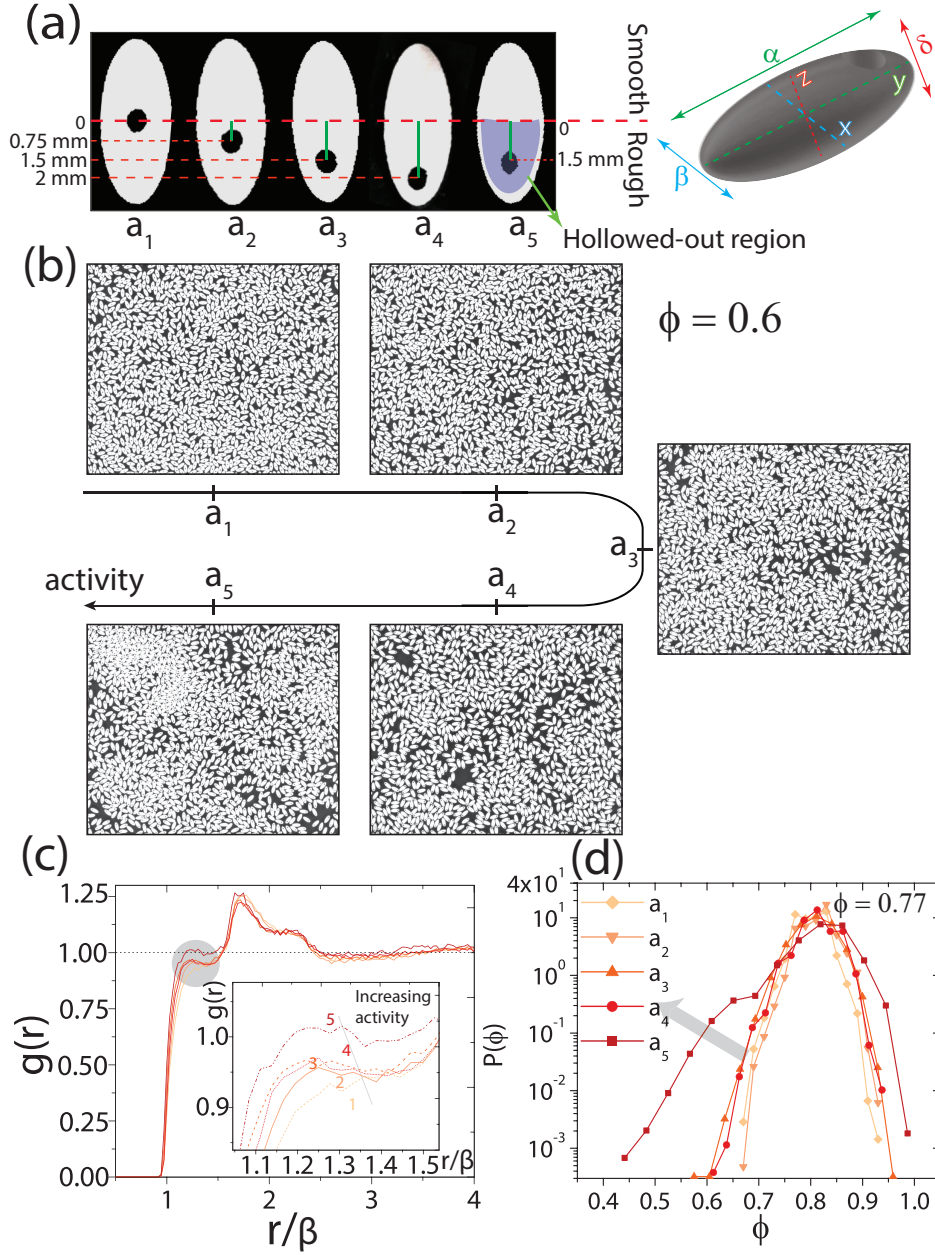 (a)
0
0.75 mm
1.5 mm
2 mm
0
1.5 mm
Smooth
Rough
a1
a2
a3
a4
a5
Hollowed-out region
α
β
δ
x
y
z
(b)
ϕ = 0.6
a1
a2
a3
activity
a5
a4
(c)
1.25
1.00
0.75
0.50
0.25
0.00
g(r)
1
2
3
4
r/β
g(r)
1.0
0.9
Increasing
activity
5
4
3
2
1
1.1
1.2
1.3
1.4
1.5
r/β
(d)
4x10¹
10¹
10⁰
10⁻¹
10⁻²
10⁻³
P(ϕ)
a1
a2
a3
a4
a5
ϕ = 0.77
0.4
0.5
0.6
0.7
0.8
0.9
1.0
ϕ